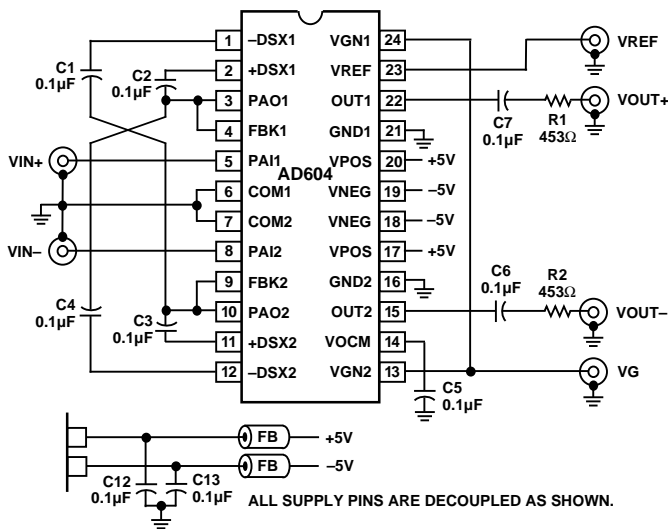 C1
0.1µF
C2
0.1µF
VIN+
VIN–
C4
0.1µF
C3
0.1µF
1 –DSX1
2 +DSX1
3 PAO1
4 FBK1
5 PAI1
6 COM1
7 COM2
8 PAI2
9 FBK2
10 PAO2
11 +DSX2
12 –DSX2
AD604
VGN1 24
VREF 23
OUT1 22
GND1 21
VPOS 20 +5V
VNEG 19 –5V
VNEG 18 –5V
VPOS 17 +5V
GND2 16
OUT2 15
VOCM 14
VGN2 13
VREF
C7
0.1µF
R1
453Ω
VOUT+
C6
0.1µF
R2
453Ω
VOUT–
C5
0.1µF
VG
FB +5V
FB –5V
C12
0.1µF
C13
0.1µF
ALL SUPPLY PINS ARE DECOUPLED AS SHOWN.